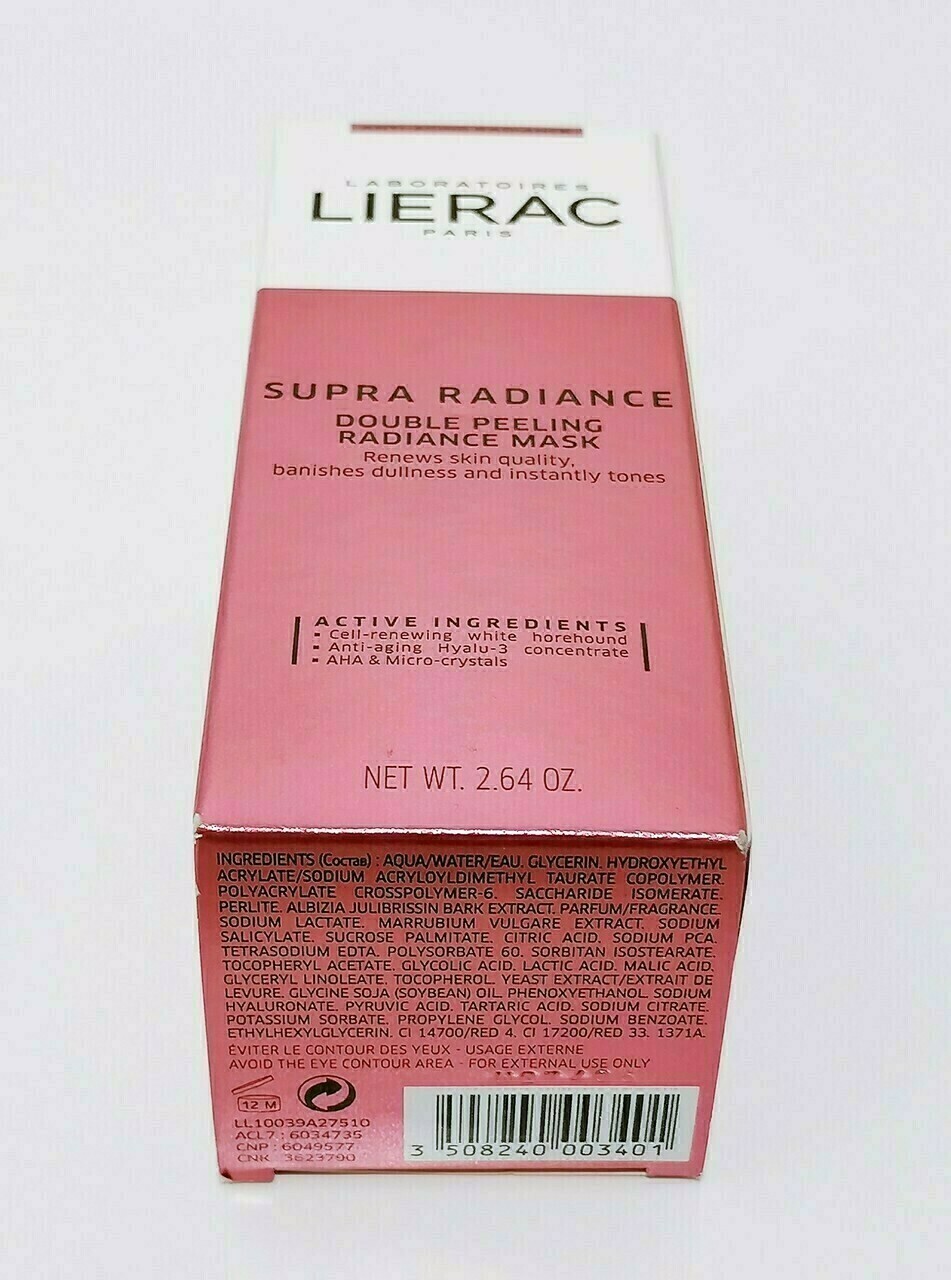 LABORATOIRES
LIERAC
PARIS
SUPRA RADIANCE
DOUBLE PEELING
RADIANCE MASK
Renews skin quality,
banishes dullness and instantly tones
ACTIVE INGREDIENTS
▪ Cell-renewing white horehound
▪ Anti-aging Hyalu-3 concentrate
▪ AHA & Micro-crystals
NET WT. 2.64 OZ.
INGREDIENTS (Состав) : AQUA/WATER/EAU. GLYCERIN. HYDROXYETHYL
ACRYLATE/SODIUM ACRYLOYLDIMETHYL TAURATE COPOLYMER.
POLYACRYLATE CROSSPOLYMER-6. SACCHARIDE ISOMERATE.
PERLITE. ALBIZIA JULIBRISSIN BARK EXTRACT. PARFUM/FRAGRANCE.
SODIUM LACTATE. MARRUBIUM VULGARE EXTRACT. SODIUM
SALICYLATE. SUCROSE PALMITATE. CITRIC ACID. SODIUM PCA.
TETRASODIUM EDTA. POLYSORBATE 60. SORBITAN ISOSTEARATE.
TOCOPHERYL ACETATE. GLYCOLIC ACID. LACTIC ACID. MALIC ACID.
GLYCERYL LINOLEATE. TOCOPHEROL. YEAST EXTRACT/EXTRAIT DE
LEVURE. GLYCINE SOJA (SOYBEAN) OIL. PHENOXYETHANOL. SODIUM
HYALURONATE. PYRUVIC ACID. TARTARIC ACID. SODIUM CITRATE.
POTASSIUM SORBATE. PROPYLENE GLYCOL. SODIUM BENZOATE.
ETHYLHEXYLGLYCERIN. CI 14700/RED 4. CI 17200/RED 33. 1371A.
ÉVITER LE CONTOUR DES YEUX - USAGE EXTERNE
AVOID THE EYE CONTOUR AREA - FOR EXTERNAL USE ONLY
12 M
LL10039A27510
ACL7 : 6034735
CNP : 6049577
CNK : 3623790
3 508240 003401